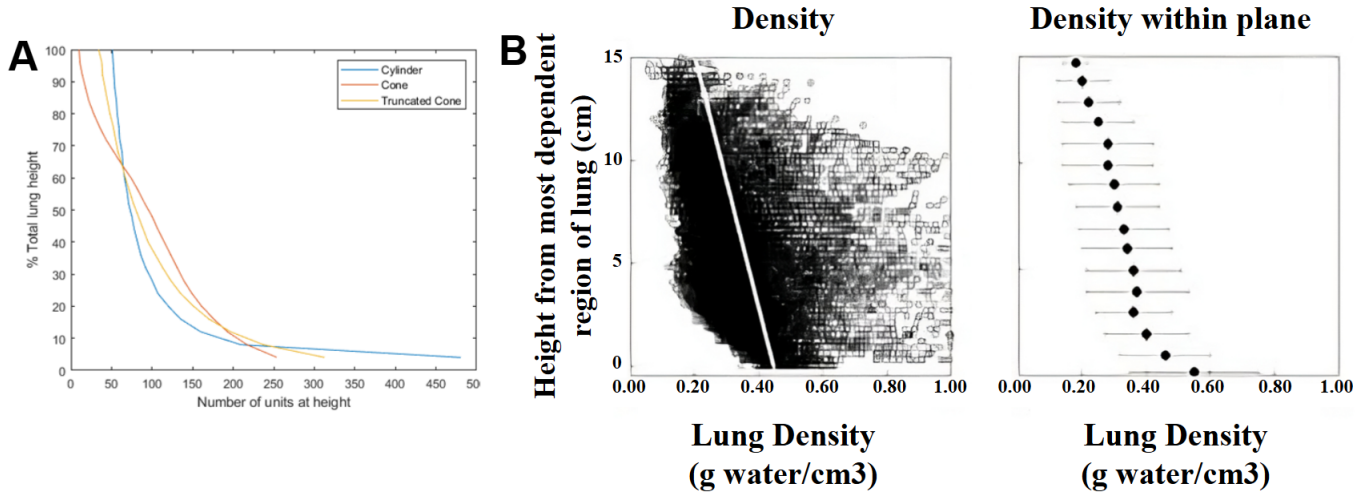 A
100
90
80
70
60
50
40
30
20
10
0
% Total lung height
0 50 100 150 200 250 300 350 400 450 500
Number of units at height
Cylinder
Cone
Truncated Cone
B
Density
Height from most dependent
region of lung (cm)
15
10
5
0
0.00 0.20 0.40 0.60 0.80 1.00
Lung Density
(g water/cm3)
Density within plane
0.00 0.20 0.40 0.60 0.80 1.00
Lung Density
(g water/cm3)